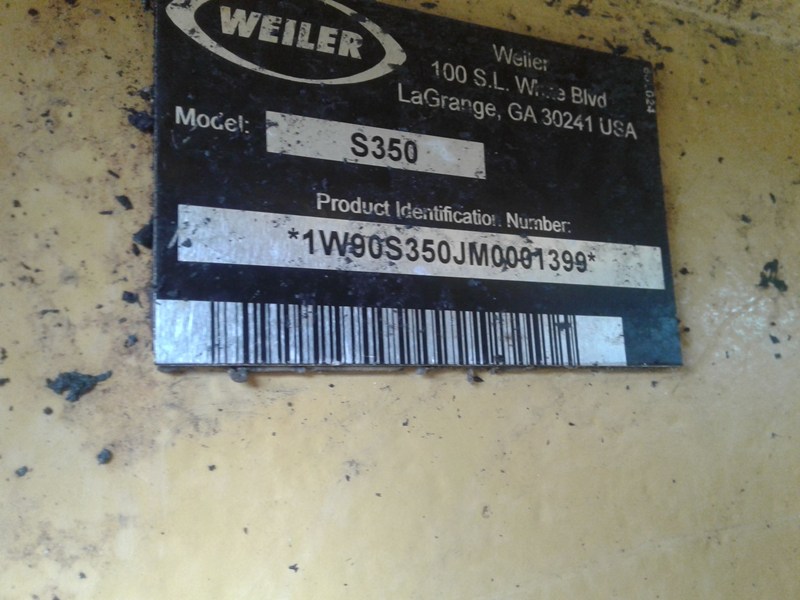 WEILER
Weiler
100 S.L. White Blvd
LaGrange, GA 30241 USA
Model:
S350
Product Identification Number:
*1W90S350JM0001399*